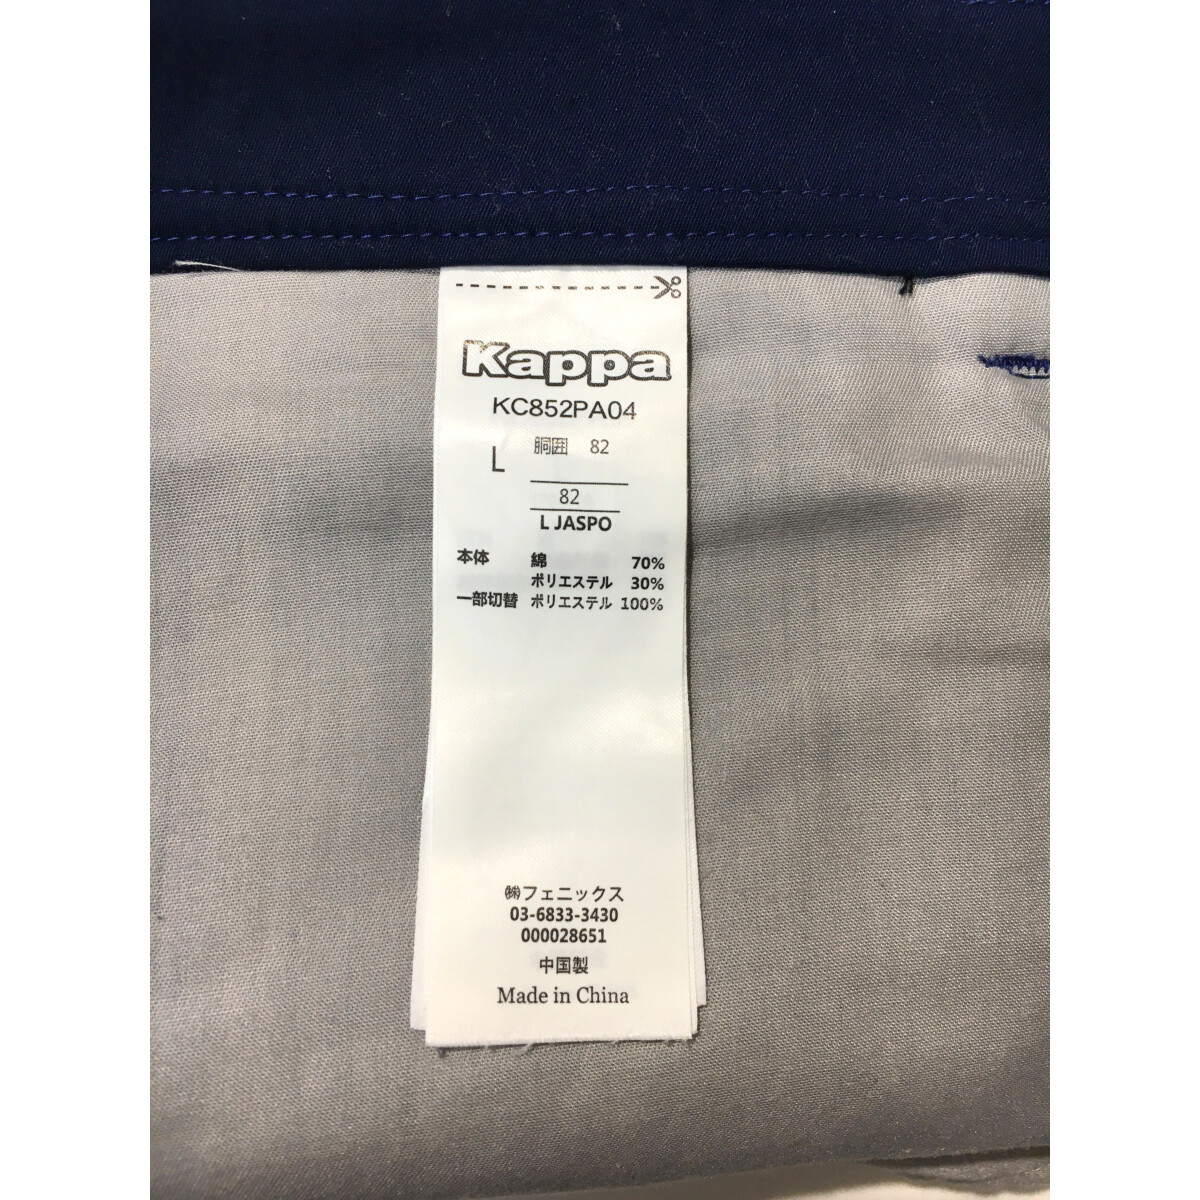 Kappa
KC852PA04
L 胴囲 82
82
L JASPO
本体 綿 70%
ポリエステル 30%
一部切替 ポリエステル 100%
㈱フェニックス
03-6833-3430
000028651
中国製
Made in China